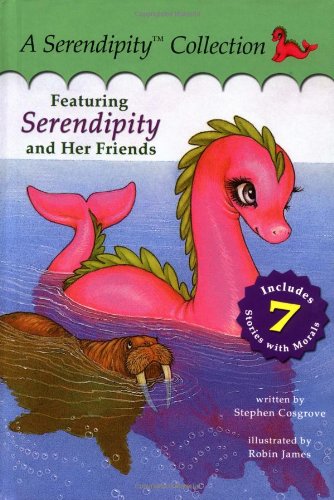 A Serendipity™ Collection
Featuring
Serendipity
and Her Friends
Includes
7
Stories with Morals
written by
Stephen Cosgrove
illustrated by
Robin James